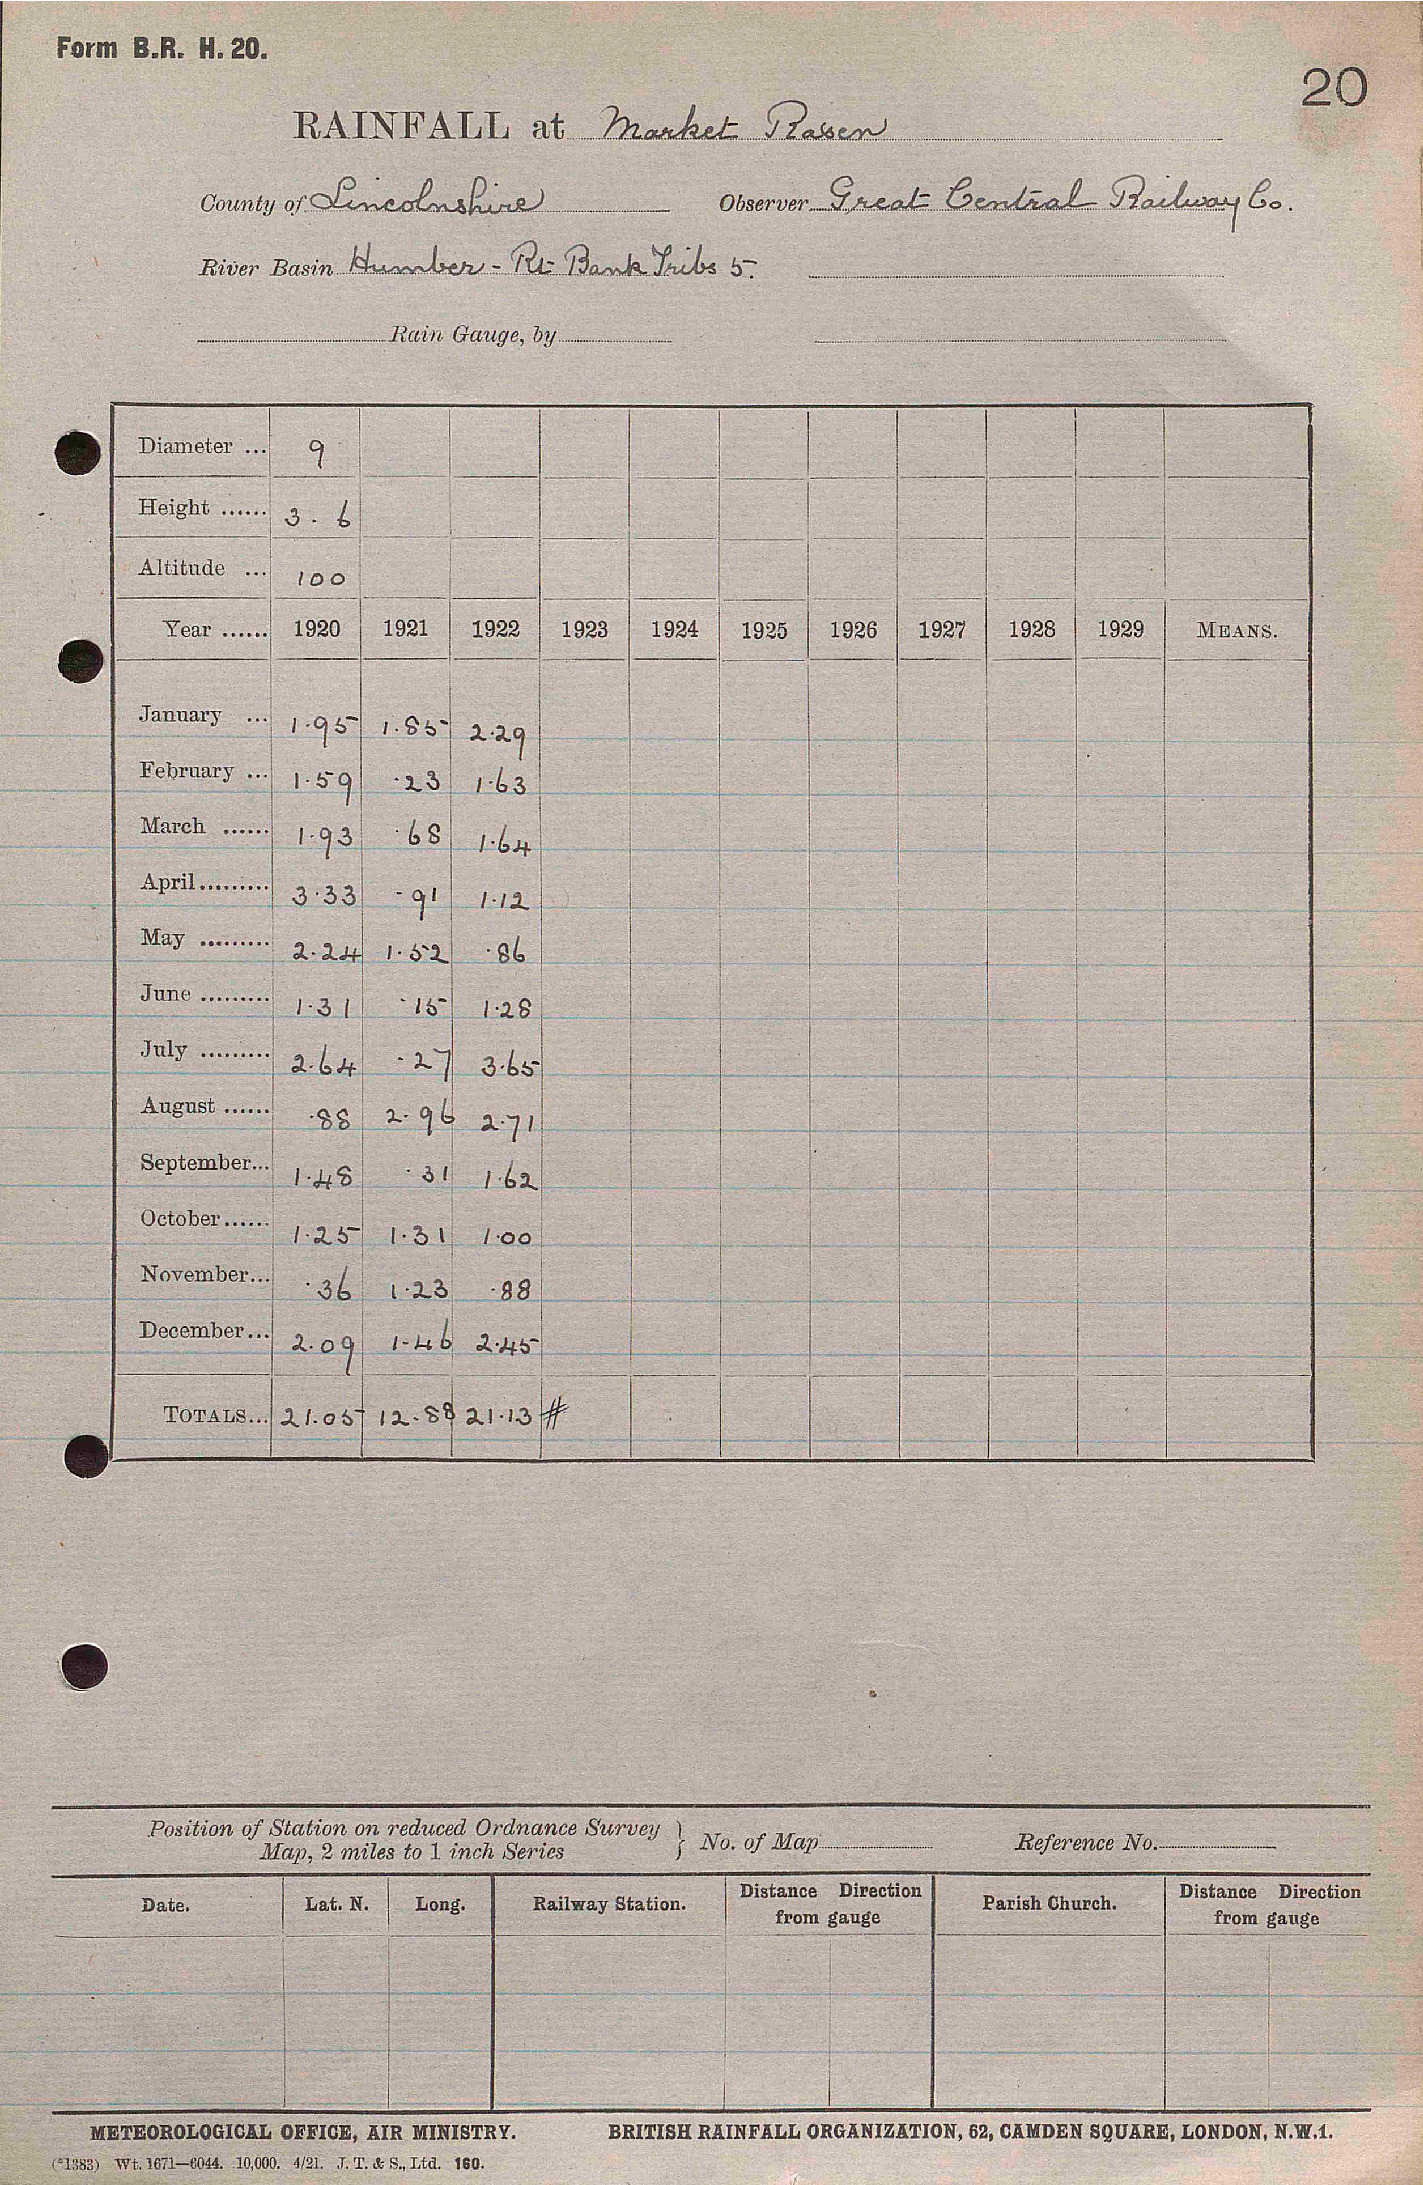 Form B.R. H. 20.
20
RAINFALL at Market Rasen
County of Lincolnshire Observer Great Central Railway Co.
River Basin Humber - Rt Bank Tribs 5.
Rain Gauge, by
Diameter ... 9
Height ...... 3. 6
Altitude ... 100
Year ...... 1920 1921 1922 1923 1924 1925 1926 1927 1928 1929 MEANS.
January ... 1.95 1.85 2.29
February ... 1.59 .23 1.63
March ...... 1.93 .68 1.64
April ......... 3.33 .91 1.12
May ......... 2.24 1.52 .86
June ......... 1.31 .15 1.28
July ......... 2.64 .27 3.65
August ...... .88 2.96 2.71
September... 1.48 .31 1.62
October...... 1.25 1.31 1.00
November... .36 1.23 .88
December... 2.09 1.46 2.45
TOTALS... 21.05 12.88 21.13 #
Position of Station on reduced Ordnance Survey
Map, 2 miles to 1 inch Series } No. of Map Reference No.
Date. Lat. N. Long. Railway Station. Distance Direction from gauge Parish Church. Distance Direction from gauge
METEOROLOGICAL OFFICE, AIR MINISTRY. BRITISH RAINFALL ORGANIZATION, 62, CAMDEN SQUARE, LONDON, N.W.1.
(*1383) Wt. 1671—6044. 10,000. 4/21. J. T. & S., Ltd. 160.